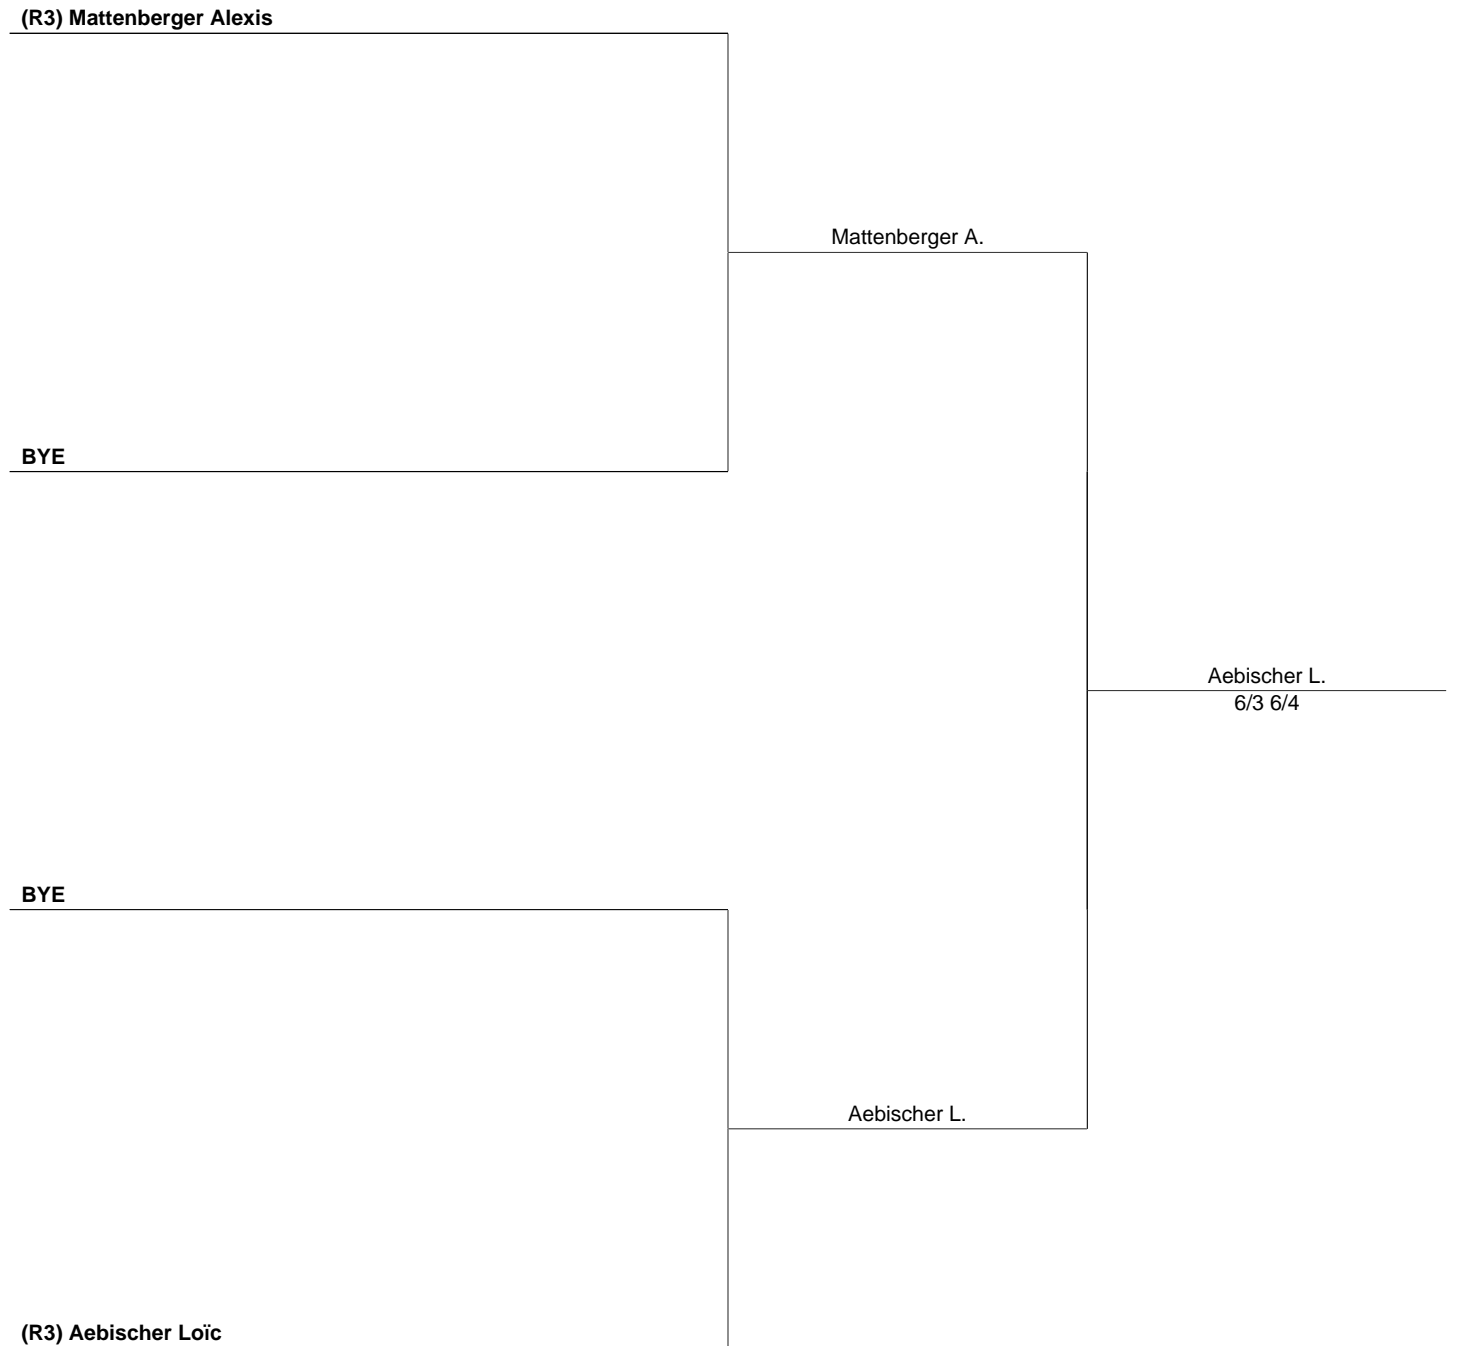 (R3) Mattenberger Alexis
Mattenberger A.
BYE
Aebischer L.
6/3 6/4
BYE
Aebischer L.
(R3) Aebischer Loïc